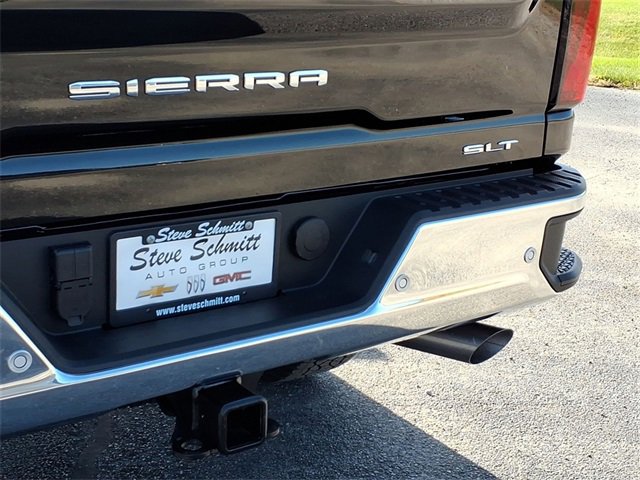 SIERRA
SLT
Steve Schmitt
Steve Schmitt
AUTO GROUP
GMC
www.steveschmitt.com